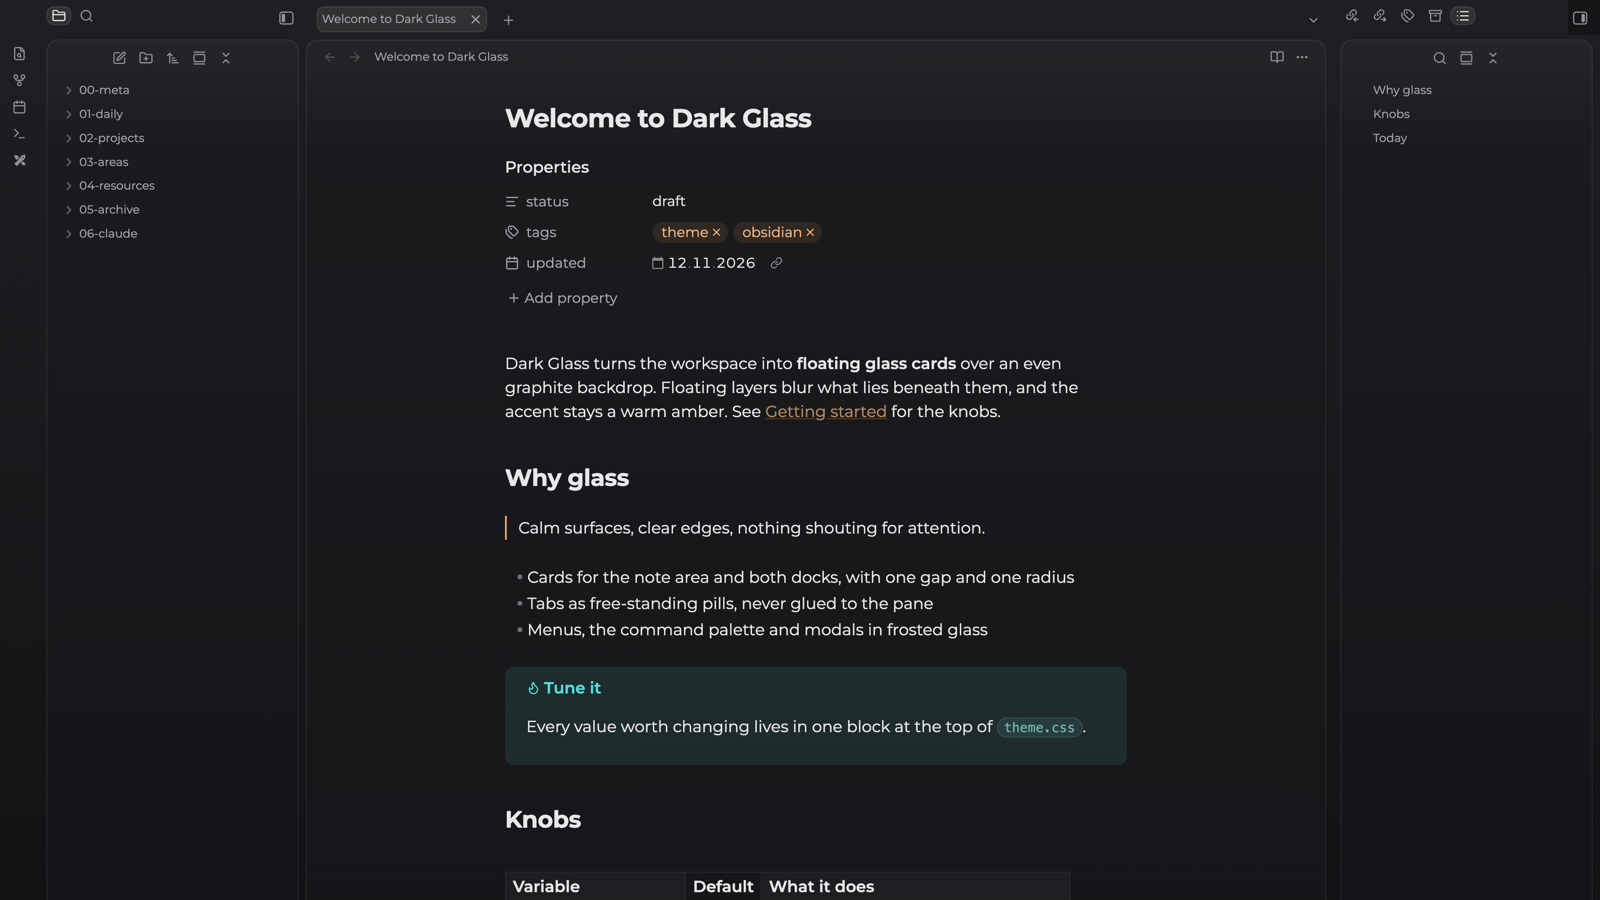 Welcome to Dark Glass
Welcome to Dark Glass
00-meta
01-daily
02-projects
03-areas
04-resources
05-archive
06-claude
Welcome to Dark Glass
Properties
status draft
tags theme obsidian
updated 12.11.2026
Add property
Dark Glass turns the workspace into floating glass cards over an even
graphite backdrop. Floating layers blur what lies beneath them, and the
accent stays a warm amber. See Getting started for the knobs.
Why glass
Calm surfaces, clear edges, nothing shouting for attention.
Cards for the note area and both docks, with one gap and one radius
Tabs as free-standing pills, never glued to the pane
Menus, the command palette and modals in frosted glass
Tune it
Every value worth changing lives in one block at the top of theme.css.
Knobs
Variable Default What it does
Why glass
Knobs
Today